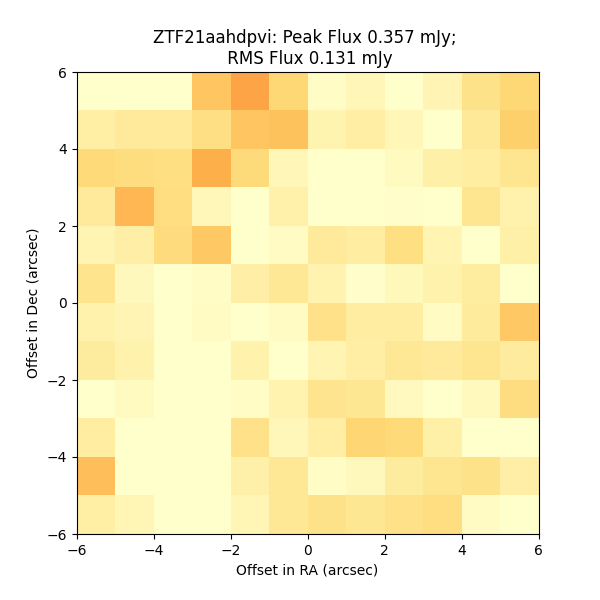 ZTF21aahdpvi: Peak Flux 0.357 mJy;
RMS Flux 0.131 mJy
6
4
2
0
−2
−4
−6
Offset in Dec (arcsec)
−6 −4 −2 0 2 4 6
Offset in RA (arcsec)